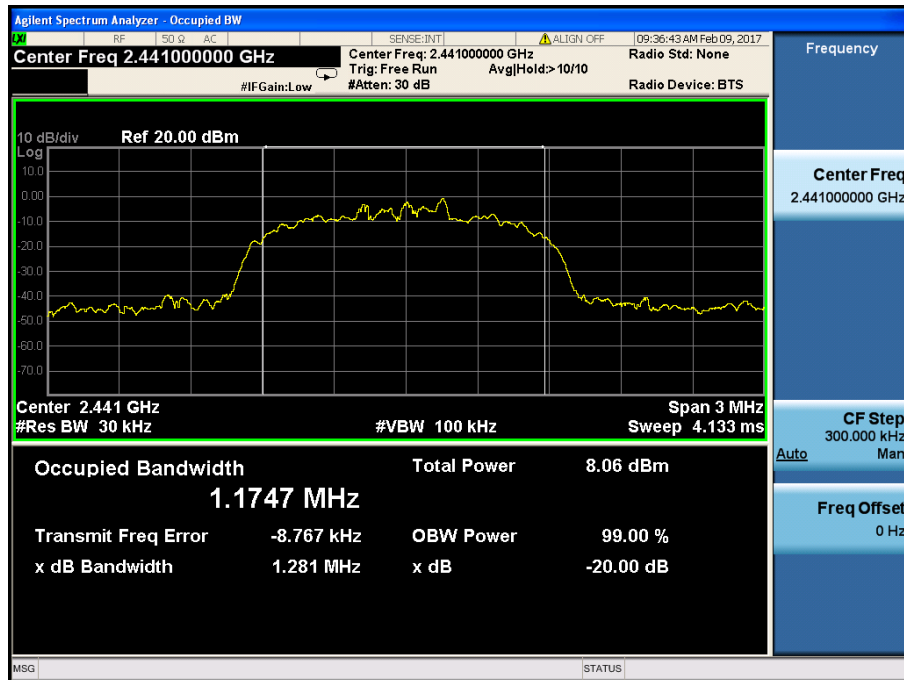 Agilent Spectrum Analyzer - Occupied BW
LXI RF 50 Ω AC SENSE:INT ALIGN OFF 09:36:43 AM Feb 09, 2017
Center Freq 2.441000000 GHz
Center Freq: 2.441000000 GHz
Radio Std: None
Trig: Free Run Avg|Hold:>10/10
#IFGain:Low #Atten: 30 dB Radio Device: BTS
10 dB/div Ref 20.00 dBm
Log
10.0
0.00
-10.0
-20.0
-30.0
-40.0
-50.0
-60.0
-70.0
Center 2.441 GHz Span 3 MHz
#Res BW 30 kHz #VBW 100 kHz Sweep 4.133 ms
Occupied Bandwidth Total Power 8.06 dBm
1.1747 MHz
Transmit Freq Error -8.767 kHz OBW Power 99.00 %
x dB Bandwidth 1.281 MHz x dB -20.00 dB
MSG STATUS
Frequency
Center Freq
2.441000000 GHz
CF Step
300.000 kHz
Auto Man
Freq Offset
0 Hz